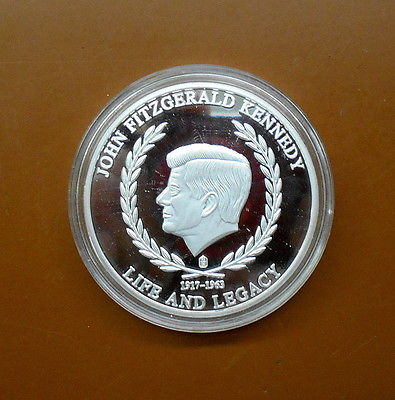 JOHN FITZGERALD KENNEDY
1917-1963
LIFE AND LEGACY